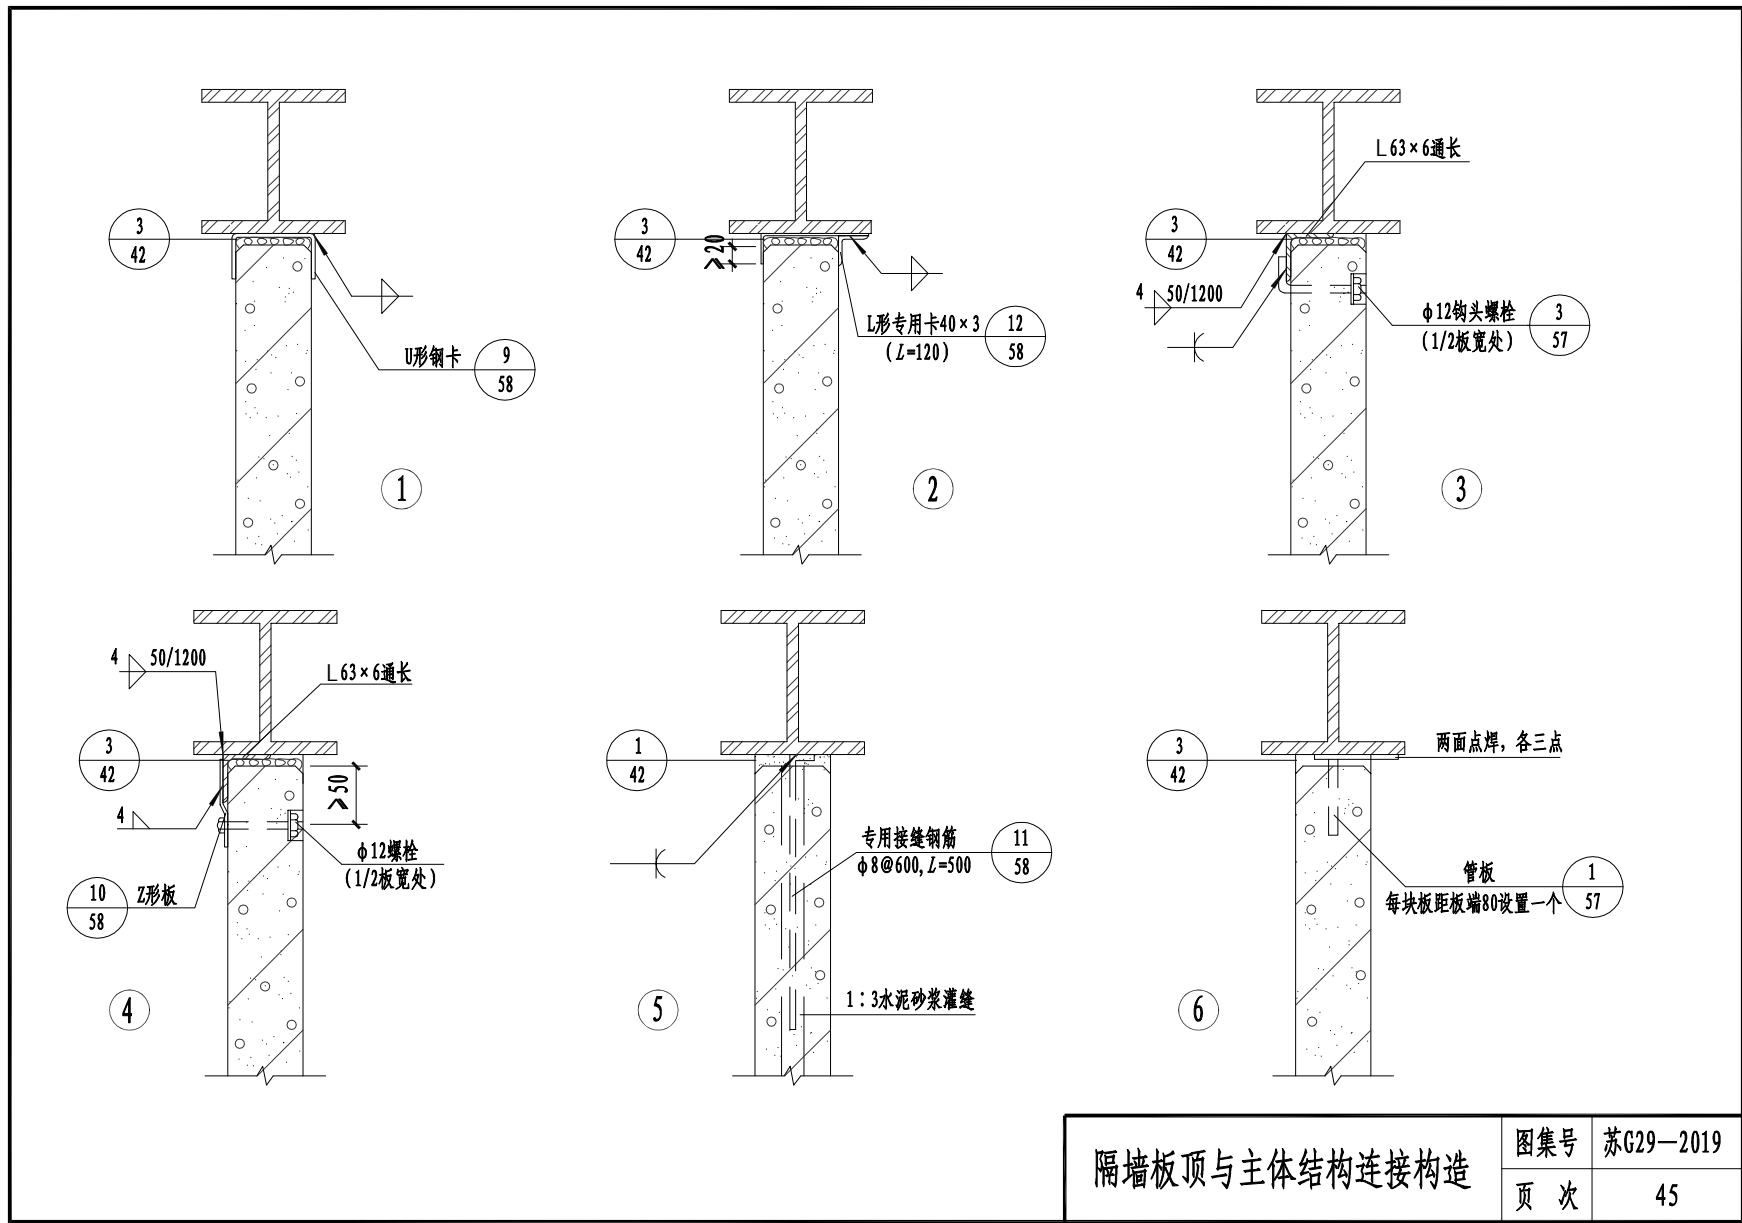 3
42
U形钢卡
9
58
1
3
42
≥20
L形专用卡40×3
(L=120)
12
58
2
L63×6通长
3
42
4
50/1200
ϕ12钩头螺栓
(1/2板宽处)
3
57
3
4
50/1200
L63×6通长
3
42
≥50
4
ϕ12螺栓
(1/2板宽处)
10
58
Z形板
4
1
42
专用接缝钢筋
ϕ8@600,L=500
11
58
1:3水泥砂浆灌缝
5
3
42
两面点焊，各三点
管板
每块板距板端80设置一个
1
57
6
隔墙板顶与主体结构连接构造
图集号
苏G29—2019
页 次
45